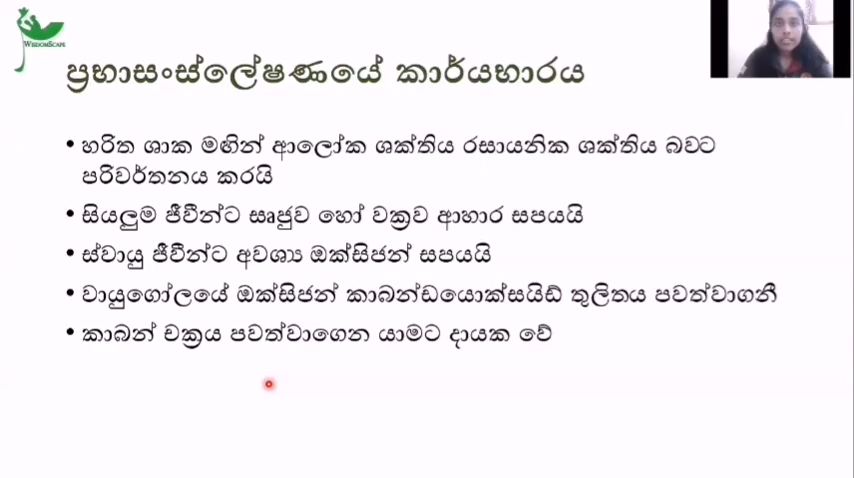 WisdomScape
ප්‍රභාසංස්ලේෂණයේ කාර්යභාරය
• හරිත ශාක මඟින් ආලෝක ශක්තිය රසායනික ශක්තිය බවට
පරිවර්තනය කරයි
• සියලුම ජීවීන්ට සෘජුව හෝ වක්‍රව ආහාර සපයයි
• ස්වායු ජීවීන්ට අවශ්‍ය ඔක්සිජන් සපයයි
• වායුගෝලයේ ඔක්සිජන් කාබන්ඩයොක්සයිඩ් තුලිතය පවත්වාගනී
• කාබන් චක්‍රය පවත්වාගෙන යාමට දායක වේ